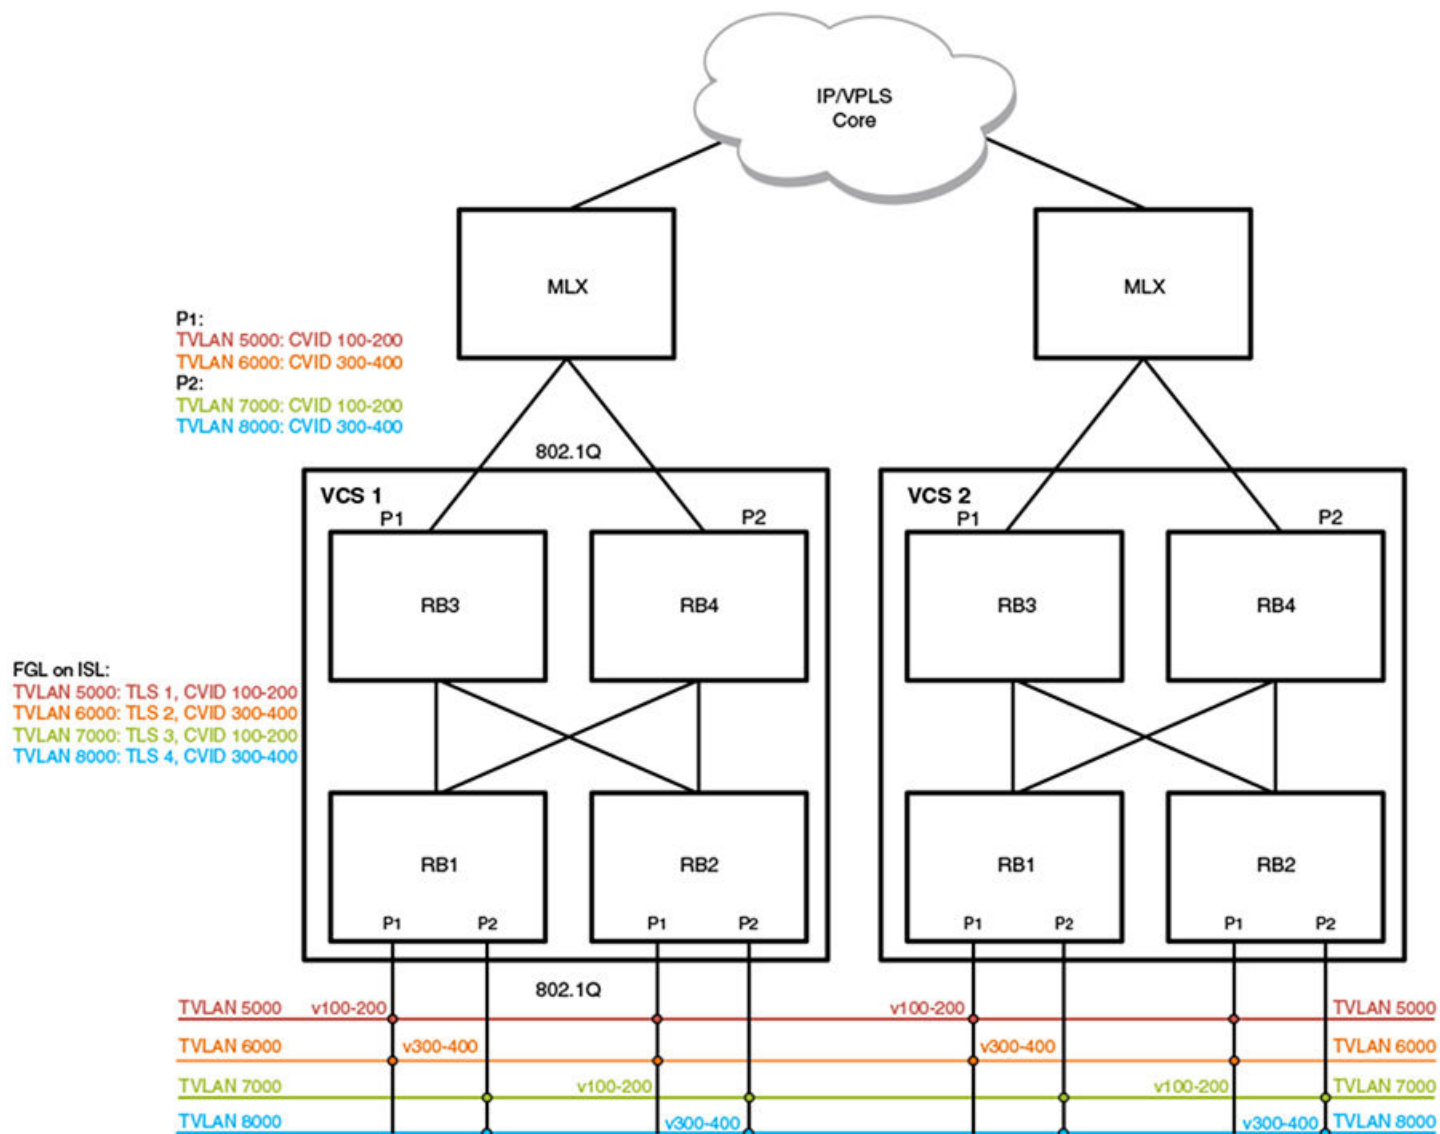 IP/VPLS
Core
MLX
MLX
P1:
TVLAN 5000: CVID 100-200
TVLAN 6000: CVID 300-400
P2:
TVLAN 7000: CVID 100-200
TVLAN 8000: CVID 300-400
802.1Q
VCS 1
VCS 2
P1
P2
P1
P2
RB3
RB4
RB3
RB4
FGL on ISL:
TVLAN 5000: TLS 1, CVID 100-200
TVLAN 6000: TLS 2, CVID 300-400
TVLAN 7000: TLS 3, CVID 100-200
TVLAN 8000: TLS 4, CVID 300-400
RB1
RB2
RB1
RB2
P1
P2
P1
P2
P1
P2
P1
P2
802.1Q
TVLAN 5000
v100-200
v100-200
TVLAN 5000
TVLAN 6000
v300-400
v300-400
TVLAN 6000
TVLAN 7000
v100-200
v100-200
TVLAN 7000
TVLAN 8000
v300-400
v300-400
TVLAN 8000